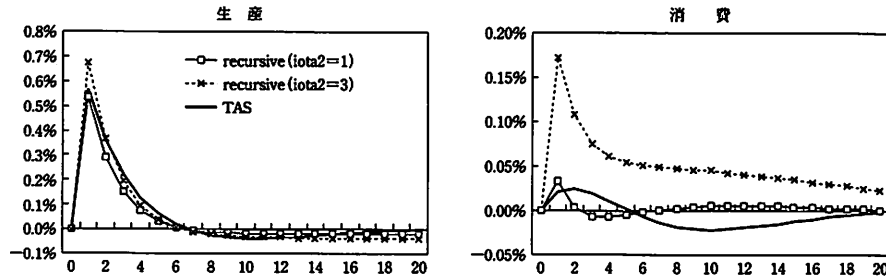 生 産
0.8%
0.7%
0.6%
0.5%
0.4%
0.3%
0.2%
0.1%
0.0%
−0.1%
recursive(iota2=1)
recursive(iota2=3)
TAS
0 2 4 6 8 10 12 14 16 18 20
消 費
0.20%
0.15%
0.10%
0.05%
0.00%
−0.05%
0 2 4 6 8 10 12 14 16 18 20